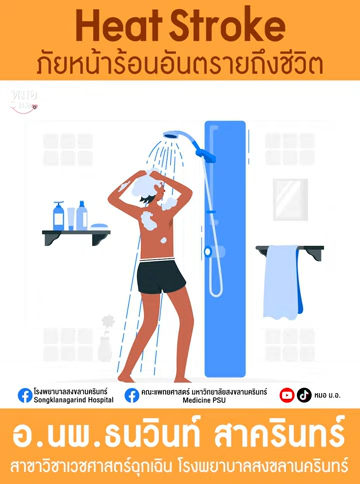 Heat Stroke
ภัยหน้าร้อนอันตรายถึงชีวิต
โรงพยาบาลสงขลานครินทร์
Songklanagarind Hospital
คณะแพทยศาสตร์ มหาวิทยาลัยสงขลานครินทร์
Medicine PSU
หมอ ม.อ.
อ.นพ.ธนวินท์ สาครินทร์
สาขาวิชาเวชศาสตร์ฉุกเฉิน โรงพยาบาลสงขลานครินทร์